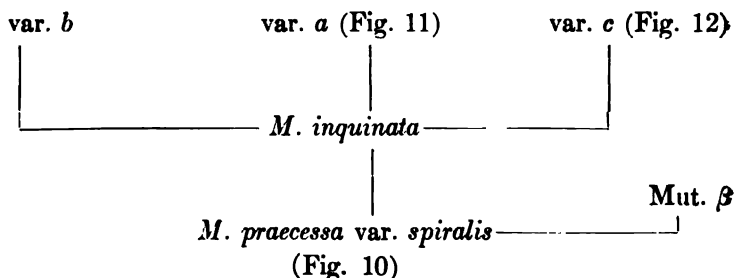 var. b var. a (Fig. 11) var. c (Fig. 12)
M. inquinata
Mut. β
M. praecessa var. spiralis
(Fig. 10)